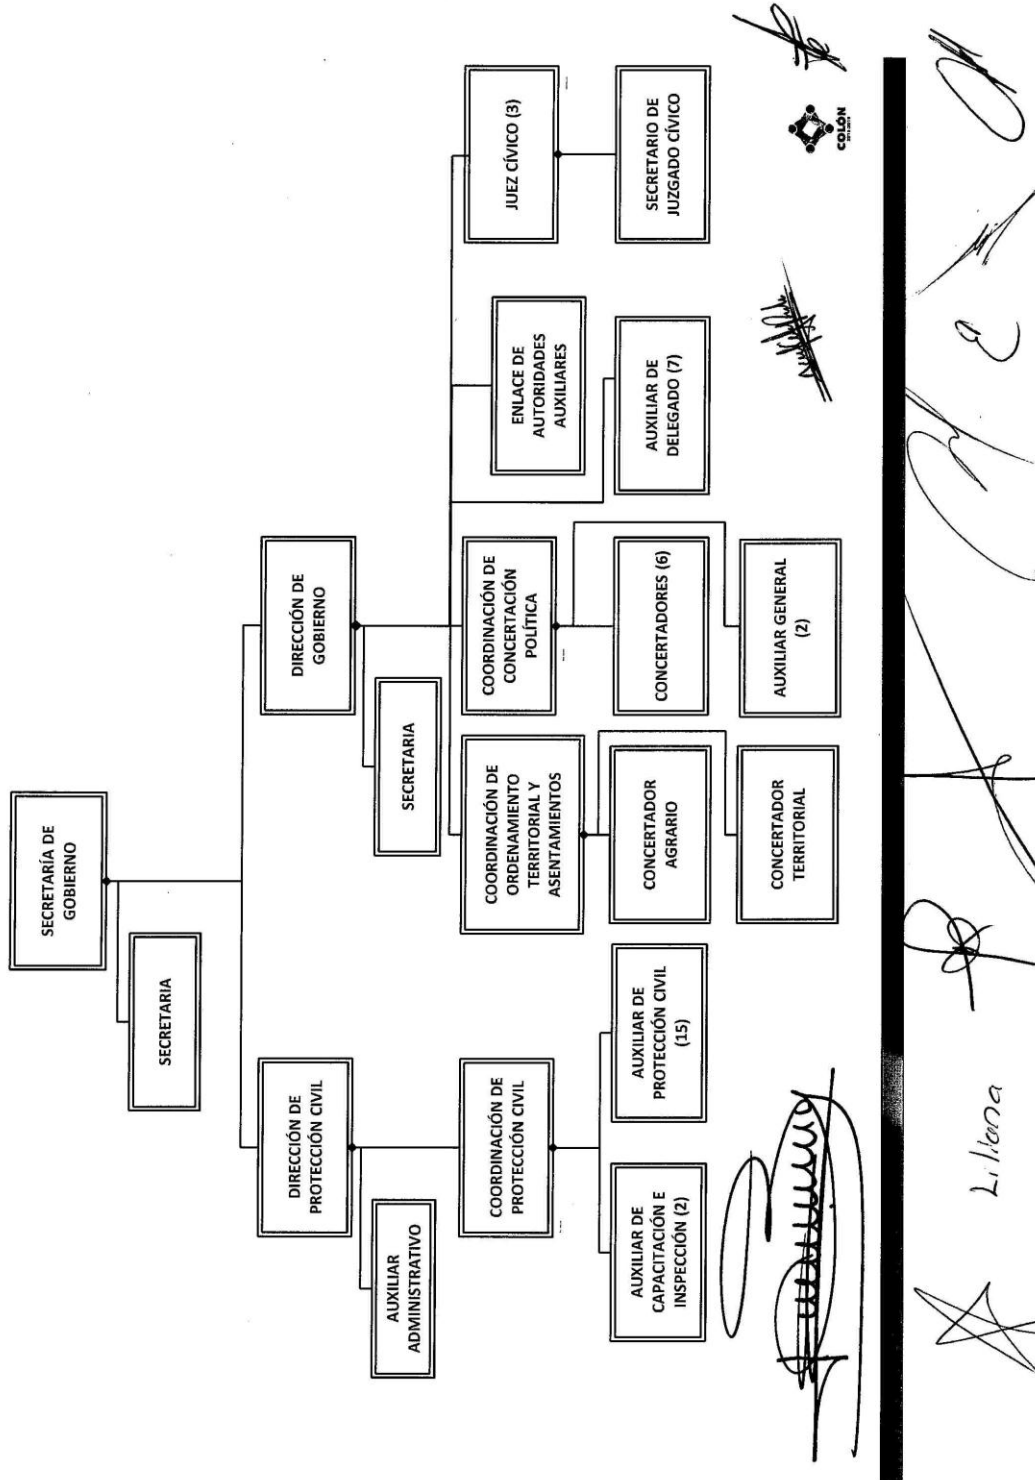 SECRETARÍA DE
GOBIERNO
SECRETARIA
DIRECCIÓN DE
PROTECCIÓN CIVIL
DIRECCIÓN DE
GOBIERNO
AUXILIAR
ADMINISTRATIVO
SECRETARIA
COORDINACIÓN DE
PROTECCIÓN CIVIL
COORDINACIÓN DE
ORDENAMIENTO
TERRITORIAL Y
ASENTAMIENTOS
COORDINACIÓN DE
CONCERTACIÓN
POLÍTICA
ENLACE DE
AUTORIDADES
AUXILIARES
JUEZ CÍVICO (3)
AUXILIAR DE
CAPACITACIÓN E
INSPECCIÓN (2)
AUXILIAR DE
PROTECCIÓN CIVIL
(15)
CONCERTADOR
AGRARIO
CONCERTADORES (6)
AUXILIAR DE
DELEGADO (7)
SECRETARIO DE
JUZGADO CÍVICO
CONCERTADOR
TERRITORIAL
AUXILIAR GENERAL
(2)
COLÓN
Liliana